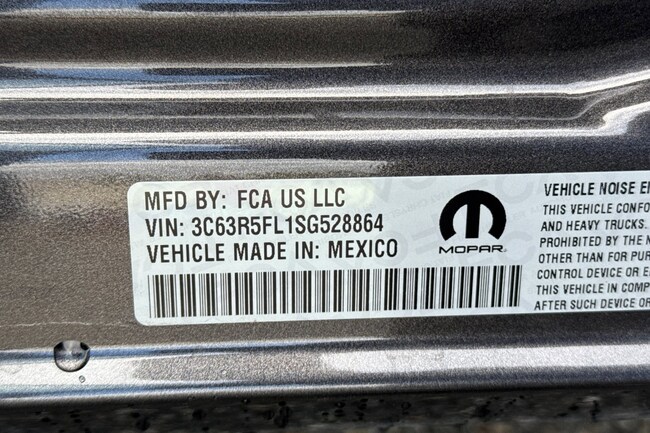 MFD BY: FCA US LLC
VIN: 3C63R5FL1SG528864
VEHICLE MADE IN: MEXICO
MOPAR
VEHICLE NOISE
THIS VEHICLE
AND HEAVY TRUCKS.
PROHIBITED BY THE
OTHER THAN FOR
CONTROL DEVICE OR
THIS VEHICLE IN
AFTER SUCH DEVICE